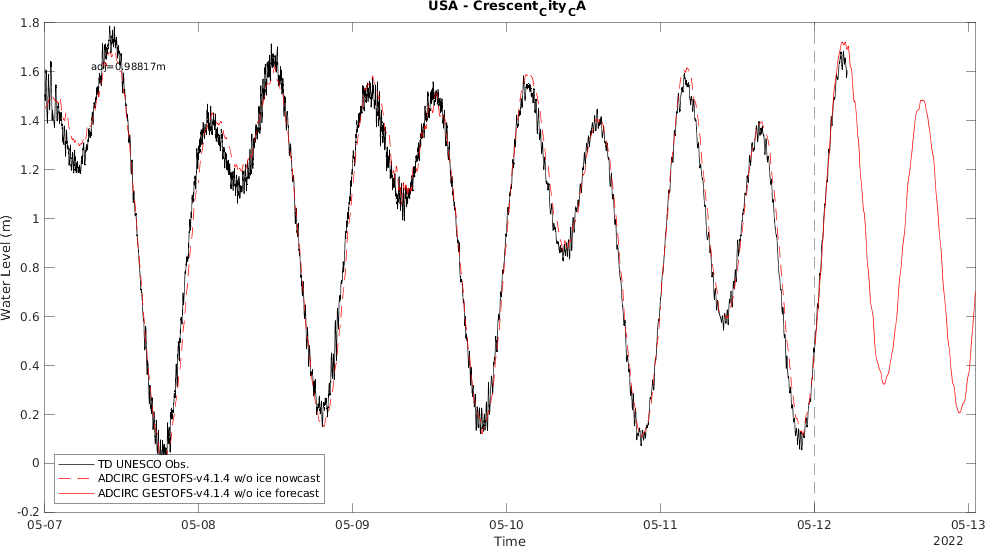 USA - Crescent_City_CA
1.8
1.6
1.4
1.2
1
0.8
0.6
0.4
0.2
0
-0.2
Water Level (m)
adj=0.98817m
TD UNESCO Obs.
ADCIRC GESTOFS-v4.1.4 w/o ice nowcast
ADCIRC GESTOFS-v4.1.4 w/o ice forecast
05-07
05-08
05-09
05-10
05-11
05-12
05-13
Time
2022